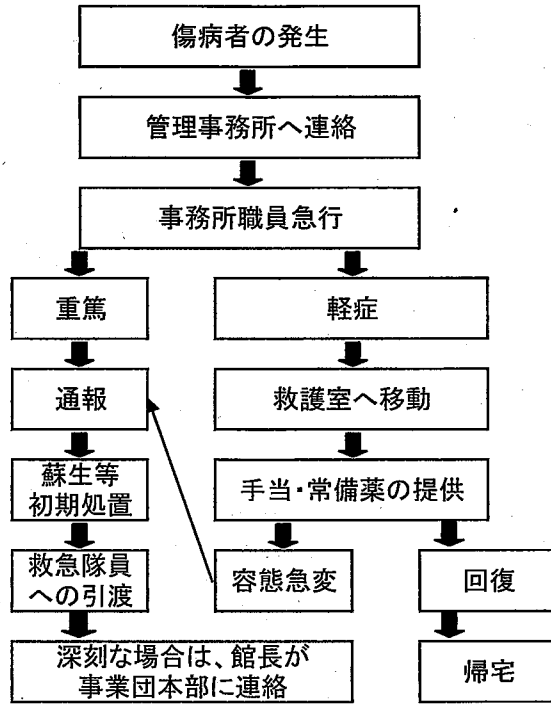 傷病者の発生
管理事務所へ連絡
事務所職員急行
重篤
軽症
通報
救護室へ移動
蘇生等
初期処置
手当・常備薬の提供
救急隊員
への引渡
容態急変
回復
深刻な場合は、館長が
事業団本部に連絡
帰宅